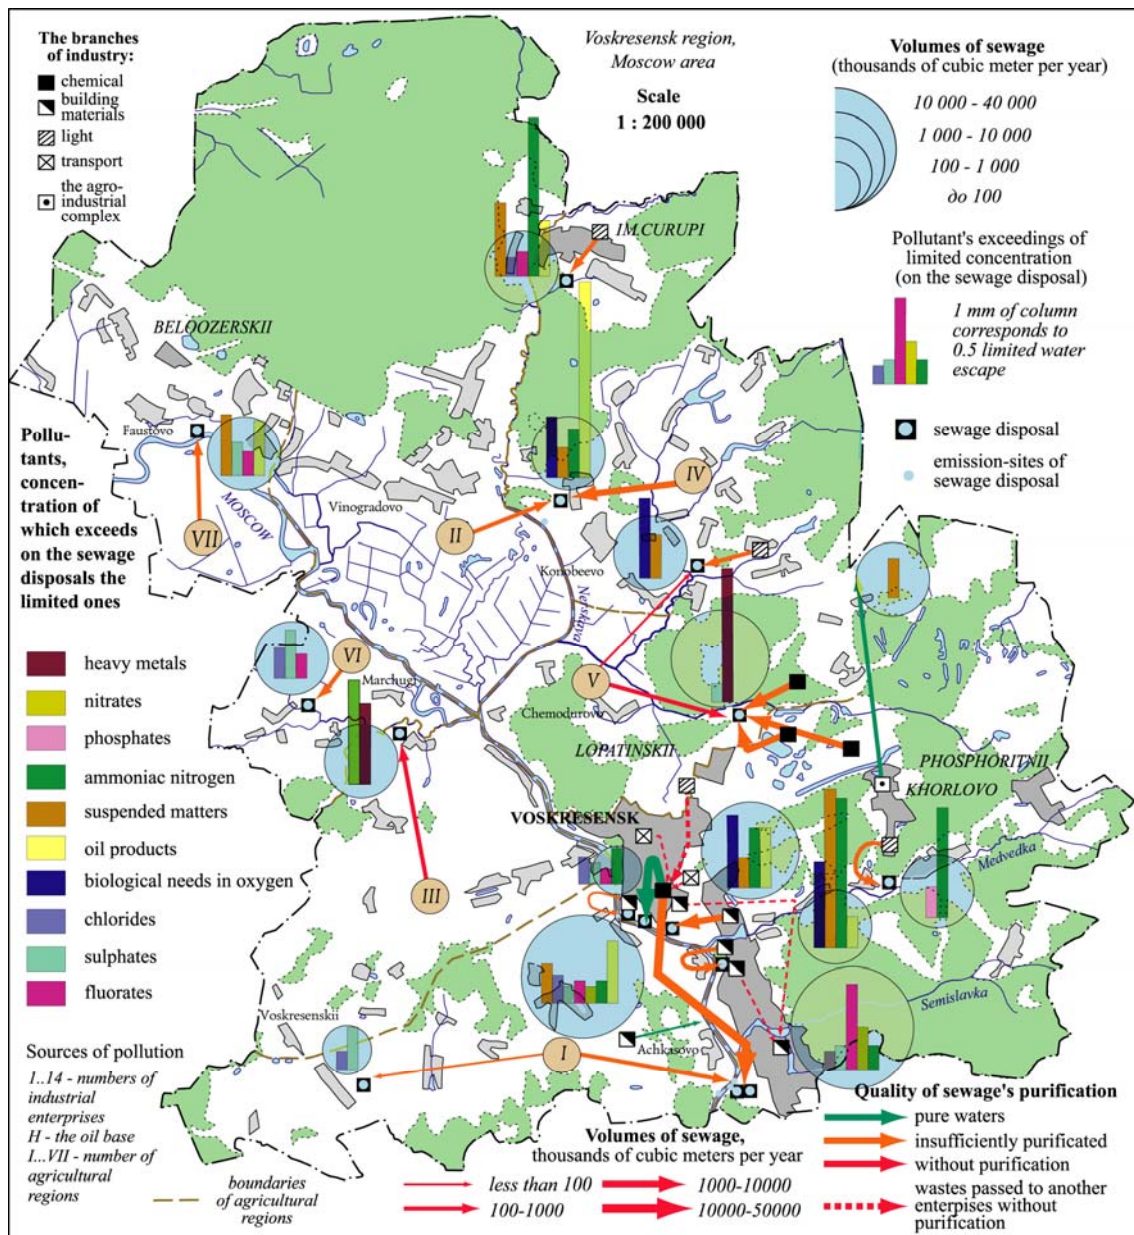 The branches
of industry:
chemical
building
materials
light
transport
the agro-
industrial
complex
Voskresensk region,
Moscow area
Scale
1 : 200 000
Volumes of sewage
(thousands of cubic meter per year)
10 000 - 40 000
1 000 - 10 000
100 - 1 000
до 100
Pollutant's exceedings of
limited concentration
(on the sewage disposal)
1 mm of column
corresponds to
0.5 limited water
escape
sewage disposal
emission-sites of
sewage disposal
IM.CURUPI
BELOOZERSKII
Faustovo
MOSCOW
Vinogradovo
VII
II
IV
Konobeevo
Nerskaya
Pollu-
tants,
concen-
tration of
which exceeds
on the sewage
disposals the
limited ones
heavy metals
nitrates
phosphates
ammoniac nitrogen
suspended matters
oil products
biological needs in oxygen
chlorides
sulphates
fluorates
VI
Marchugi
V
Chemodurovo
LOPATINSKII
PHOSPHORITNII
KHORLOVO
VOSKRESENSK
Medvedka
III
Semislavka
Voskresenskii
I
Achkasovo
Sources of pollution
1..14 - numbers of
industrial
enterprises
H - the oil base
I...VII - number of
agricultural
regions
boundaries
of agricultural
regions
Volumes of sewage,
thousands of cubic meters per year
less than 100
100-1000
1000-10000
10000-50000
Quality of sewage's purification
pure waters
insufficiently purificated
without purification
wastes passed to another
enterpises without
purification